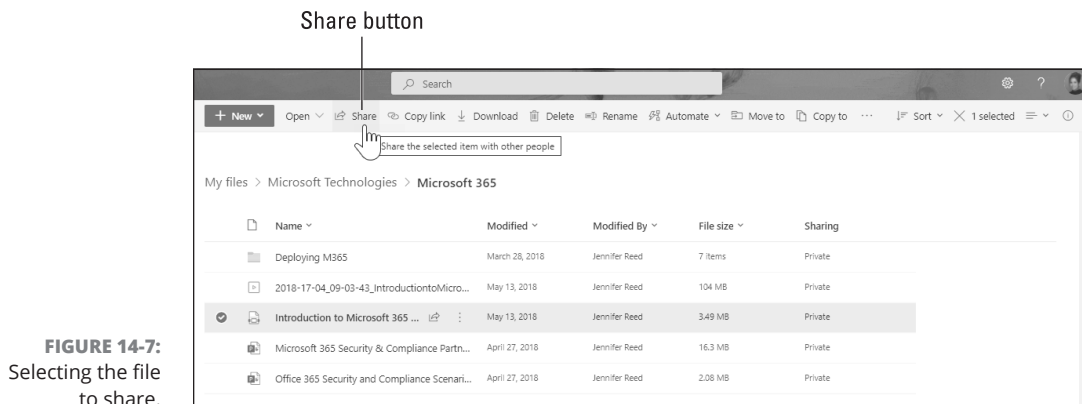 Share button
Search
?
+ New Open Share Copy link Download Delete Rename Automate Move to Copy to ... Sort 1 selected
Share the selected item with other people
My files > Microsoft Technologies > Microsoft 365
Name Modified Modified By File size Sharing
Deploying M365 March 28, 2018 Jennifer Reed 7 items Private
2018-17-04_09-03-43_IntroductiontoMicro... May 13, 2018 Jennifer Reed 104 MB Private
Introduction to Microsoft 365 ... May 13, 2018 Jennifer Reed 3.49 MB Private
Microsoft 365 Security & Compliance Partn... April 27, 2018 Jennifer Reed 16.3 MB Private
Office 365 Security and Compliance Scenari... April 27, 2018 Jennifer Reed 2.08 MB Private
FIGURE 14-7:
Selecting the file
to share.